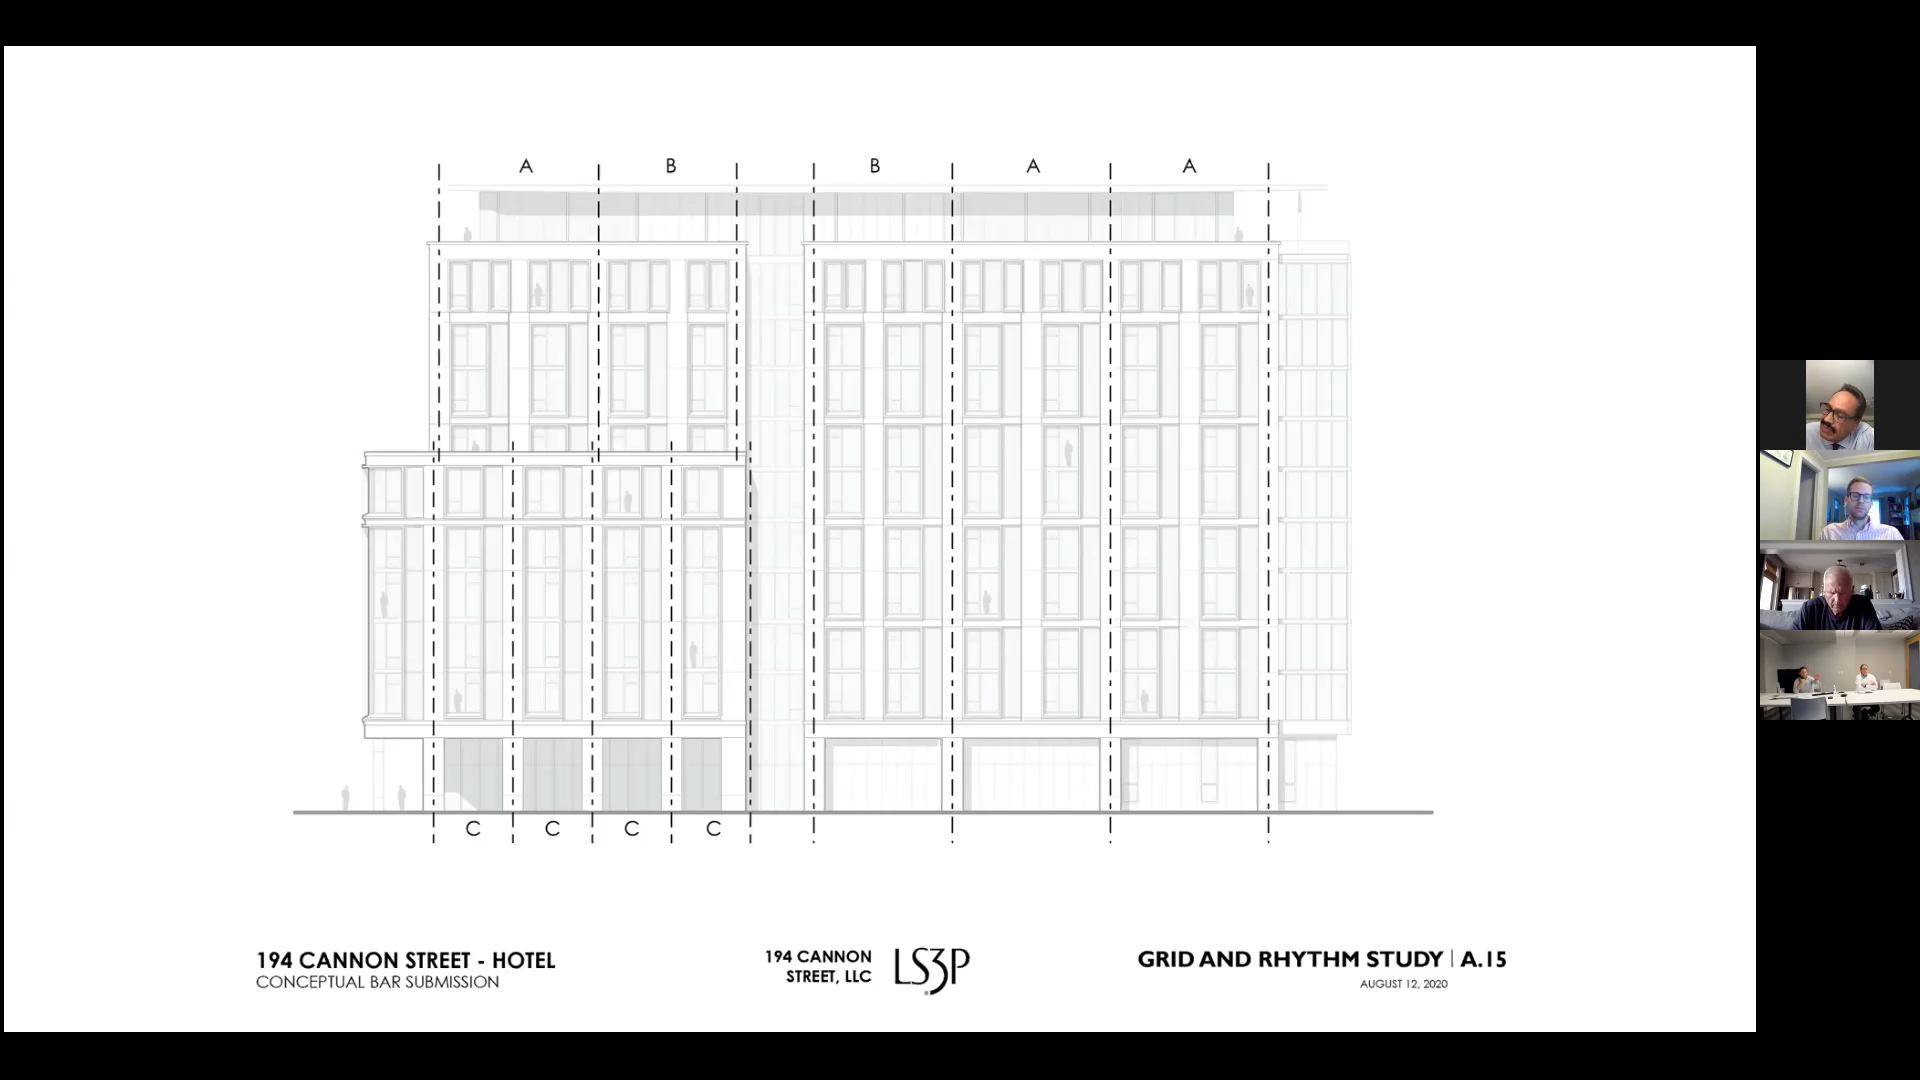 A B B A A
C C C C
194 CANNON STREET - HOTEL
CONCEPTUAL BAR SUBMISSION
194 CANNON
STREET, LLC
LS3P
GRID AND RHYTHM STUDY | A.15
AUGUST 12, 2020